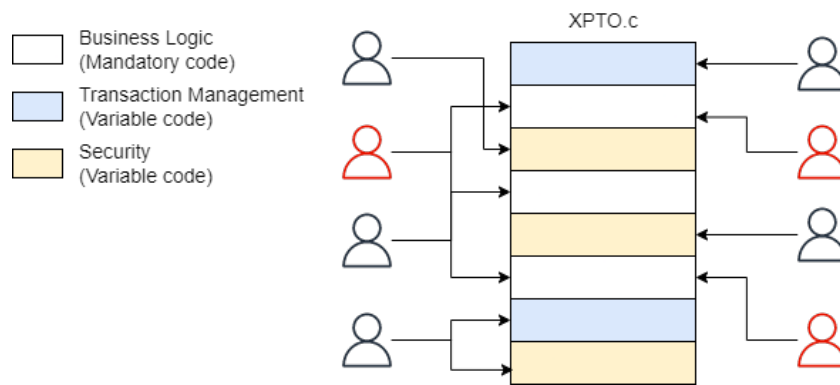 XPTO.c
Business Logic
(Mandatory code)
Transaction Management
(Variable code)
Security
(Variable code)